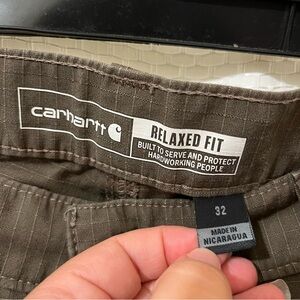 carhartt
RELAXED FIT
BUILT TO SERVE AND PROTECT
HARDWORKING PEOPLE
32
MADE IN
NICARAGUA